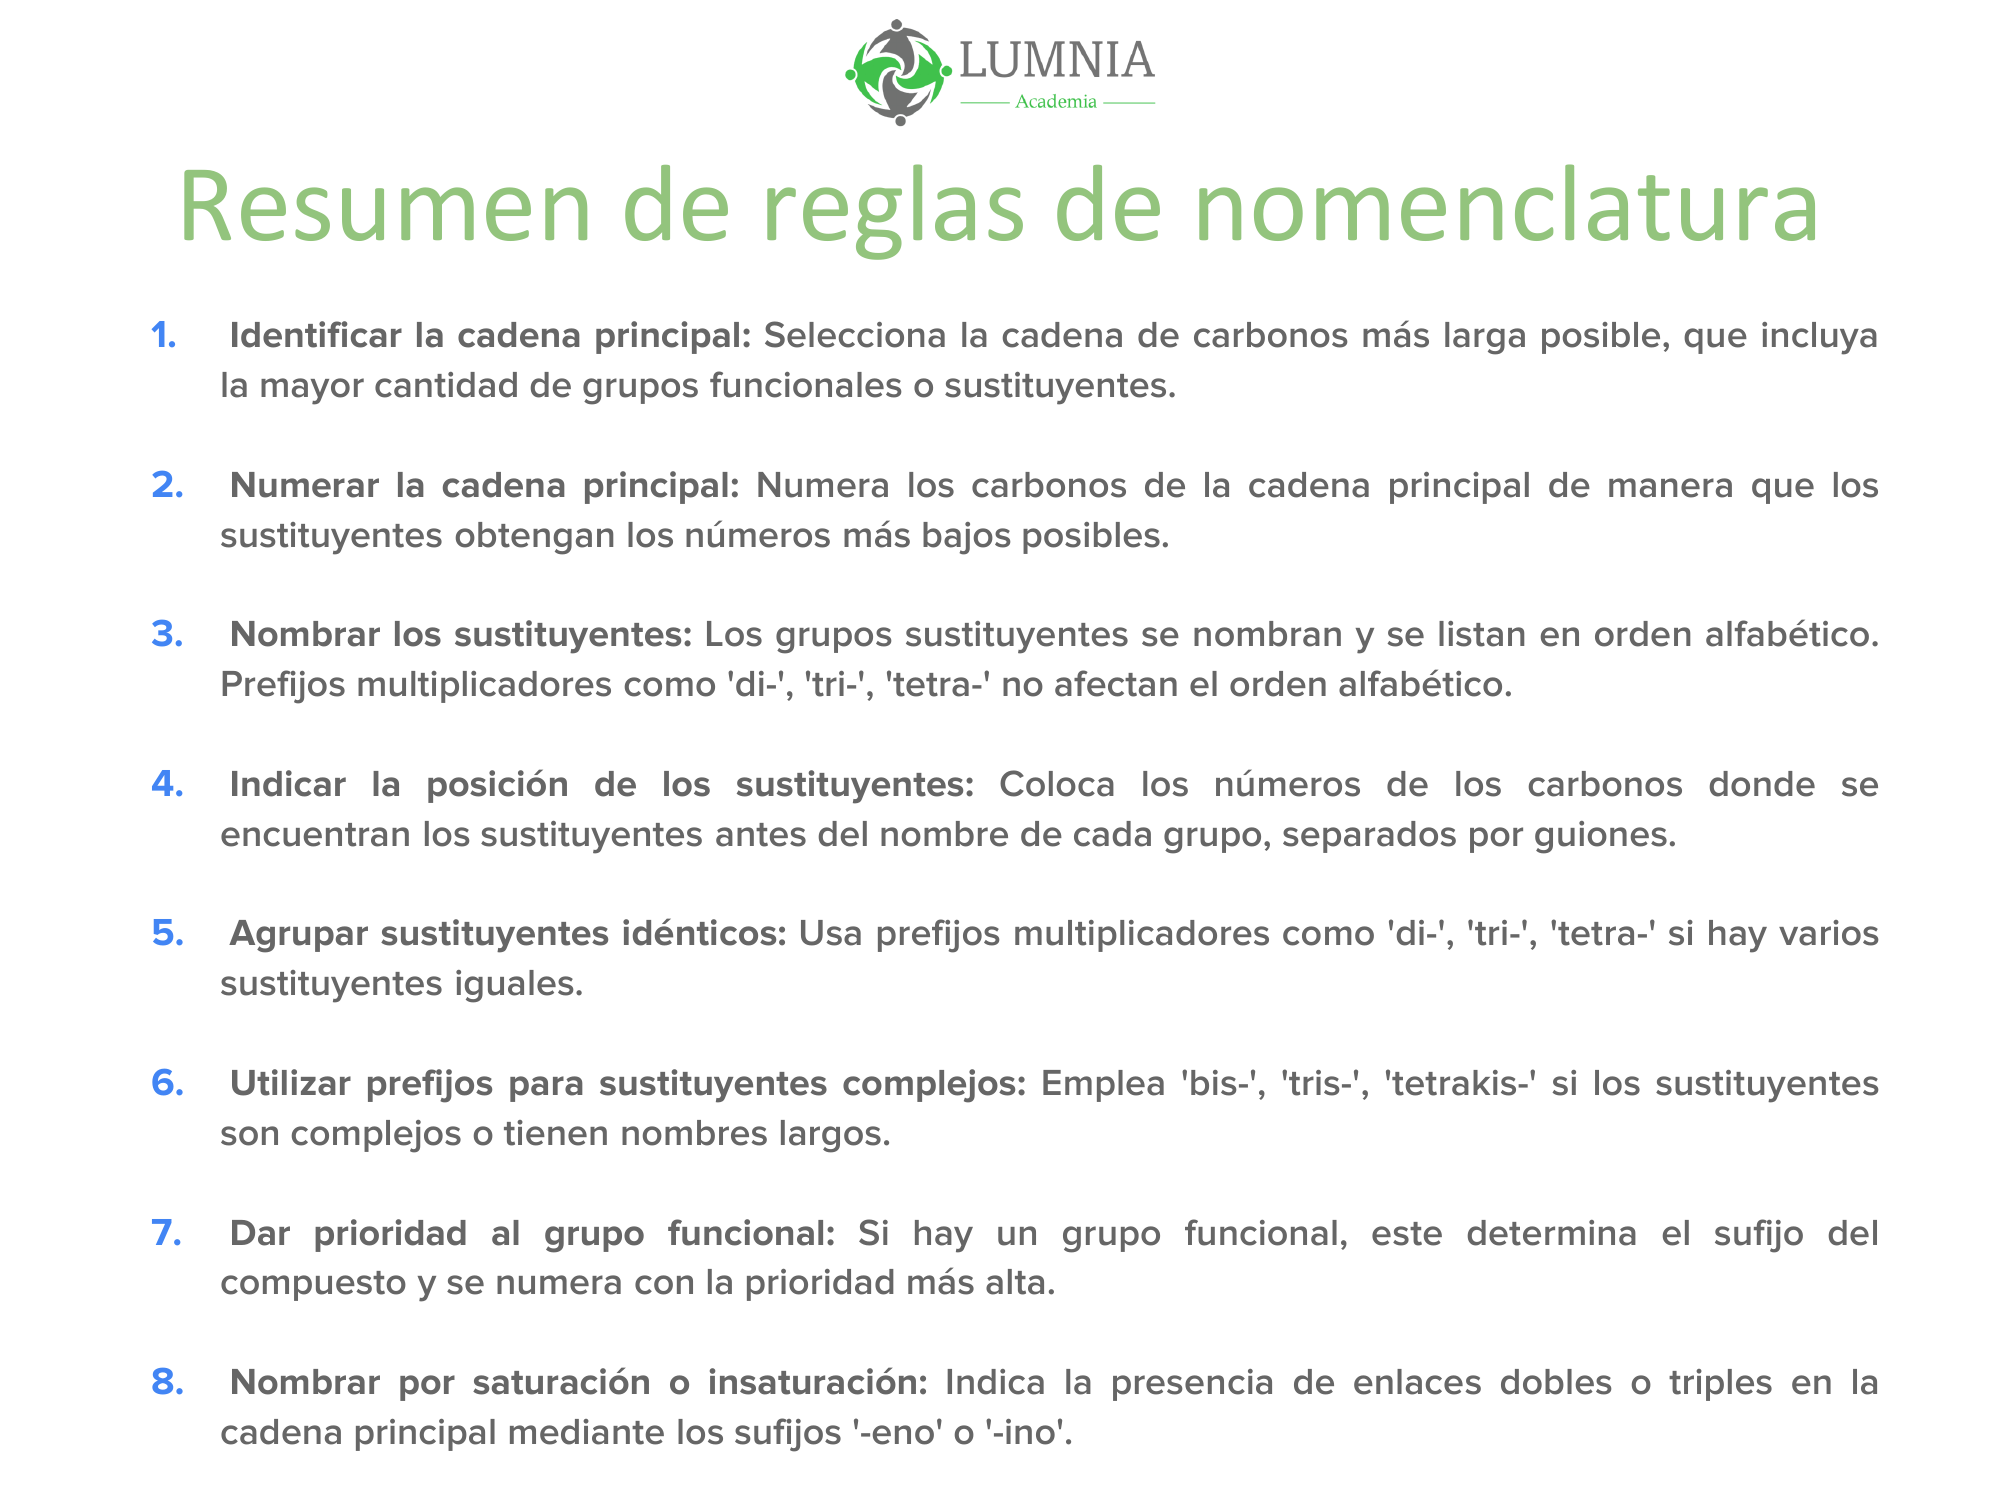 LUMNIA
Academia
Resumen de reglas de nomenclatura
1. Identificar la cadena principal: Selecciona la cadena de carbonos más larga posible, que incluya
la mayor cantidad de grupos funcionales o sustituyentes.
2. Numerar la cadena principal: Numera los carbonos de la cadena principal de manera que los
sustituyentes obtengan los números más bajos posibles.
3. Nombrar los sustituyentes: Los grupos sustituyentes se nombran y se listan en orden alfabético.
Prefijos multiplicadores como 'di-', 'tri-', 'tetra-' no afectan el orden alfabético.
4. Indicar la posición de los sustituyentes: Coloca los números de los carbonos donde se
encuentran los sustituyentes antes del nombre de cada grupo, separados por guiones.
5. Agrupar sustituyentes idénticos: Usa prefijos multiplicadores como 'di-', 'tri-', 'tetra-' si hay varios
sustituyentes iguales.
6. Utilizar prefijos para sustituyentes complejos: Emplea 'bis-', 'tris-', 'tetrakis-' si los sustituyentes
son complejos o tienen nombres largos.
7. Dar prioridad al grupo funcional: Si hay un grupo funcional, este determina el sufijo del
compuesto y se numera con la prioridad más alta.
8. Nombrar por saturación o insaturación: Indica la presencia de enlaces dobles o triples en la
cadena principal mediante los sufijos '-eno' o '-ino'.